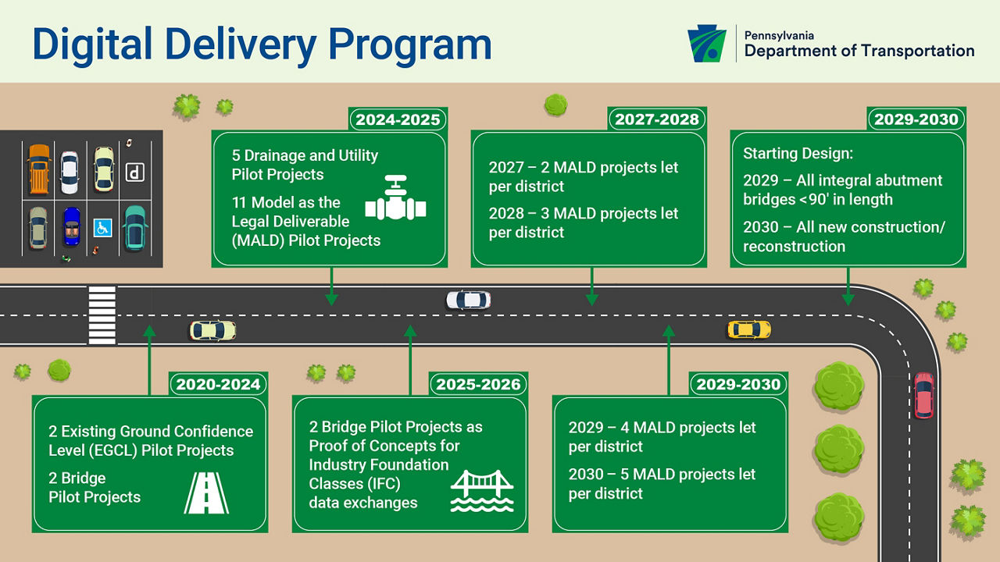 Digital Delivery Program
Pennsylvania
Department of Transportation
2024-2025
5 Drainage and Utility
Pilot Projects
11 Model as the
Legal Deliverable
(MALD) Pilot Projects
2027-2028
2027 – 2 MALD projects let
per district
2028 – 3 MALD projects let
per district
2029-2030
Starting Design:
2029 – All integral abutment
bridges <90' in length
2030 – All new construction/
reconstruction
2020-2024
2 Existing Ground Confidence
Level (EGCL) Pilot Projects
2 Bridge
Pilot Projects
2025-2026
2 Bridge Pilot Projects as
Proof of Concepts for
Industry Foundation
Classes (IFC)
data exchanges
2029-2030
2029 – 4 MALD projects let
per district
2030 – 5 MALD projects let
per district